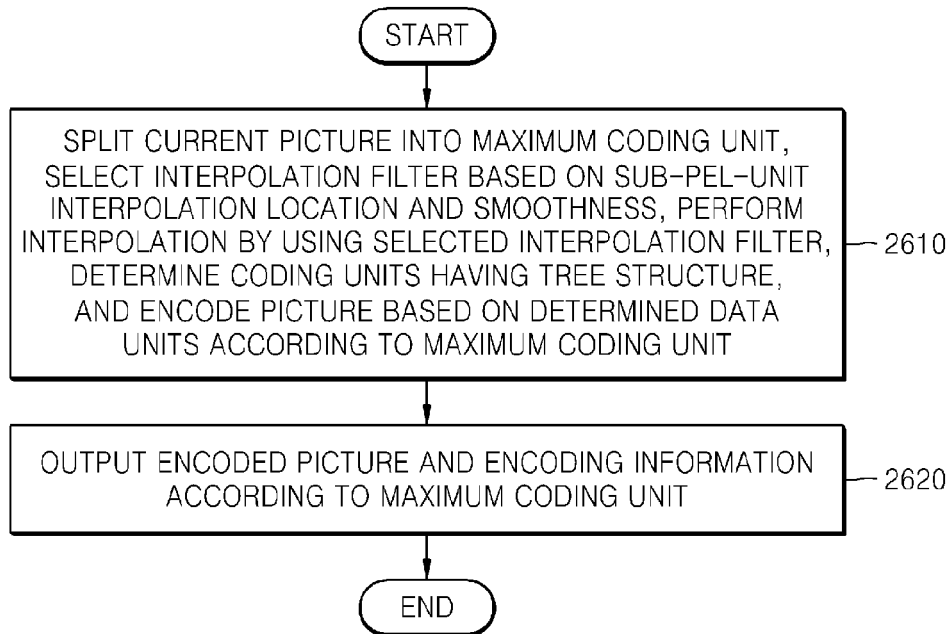 START
SPLIT CURRENT PICTURE INTO MAXIMUM CODING UNIT,
SELECT INTERPOLATION FILTER BASED ON SUB-PEL-UNIT
INTERPOLATION LOCATION AND SMOOTHNESS, PERFORM
INTERPOLATION BY USING SELECTED INTERPOLATION FILTER,
DETERMINE CODING UNITS HAVING TREE STRUCTURE,
AND ENCODE PICTURE BASED ON DETERMINED DATA
UNITS ACCORDING TO MAXIMUM CODING UNIT
2610
OUTPUT ENCODED PICTURE AND ENCODING INFORMATION
ACCORDING TO MAXIMUM CODING UNIT
2620
END